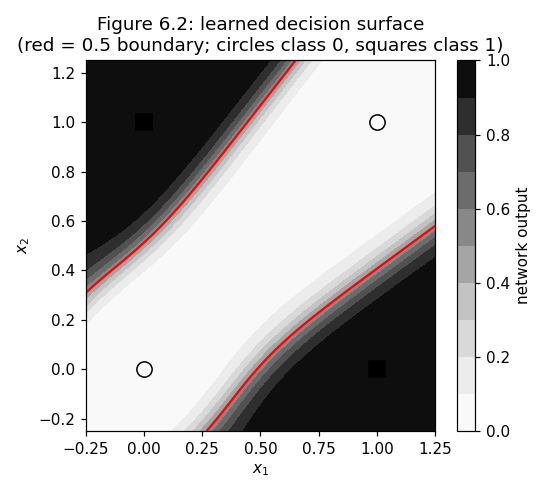 Figure 6.2: learned decision surface
(red = 0.5 boundary; circles class 0, squares class 1)
1.2
1.0
0.8
0.6
0.4
0.2
0.0
−0.2
x₂
−0.25 0.00 0.25 0.50 0.75 1.00 1.25
x₁
1.0
0.8
0.6
0.4
0.2
0.0
network output